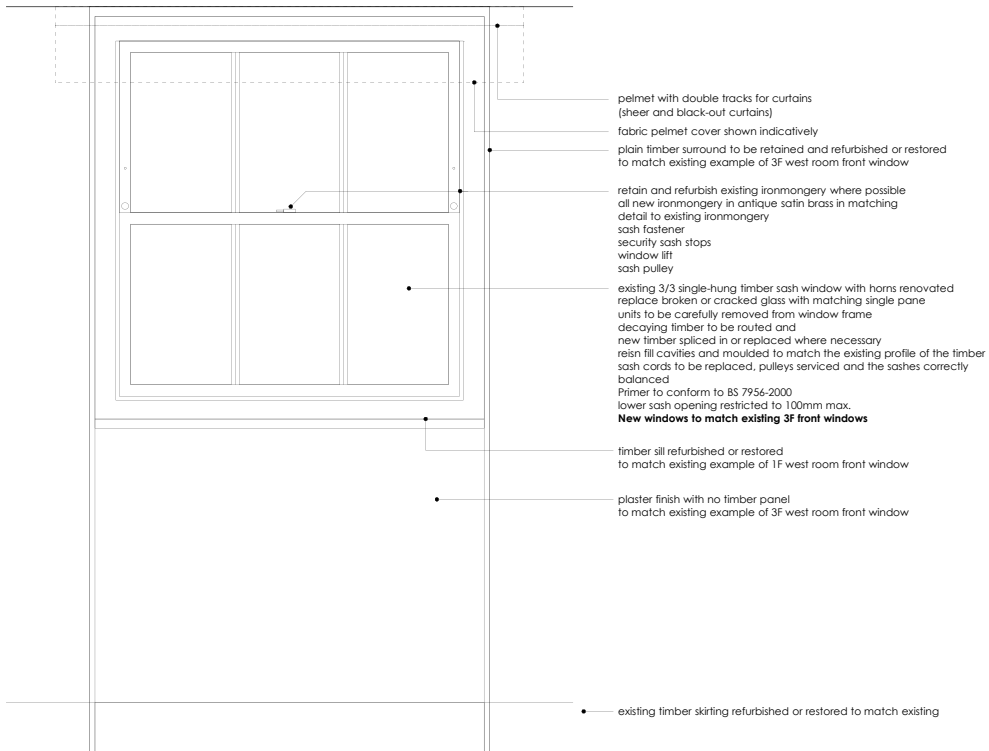 pelmet with double tracks for curtains
(sheer and black-out curtains)
fabric pelmet cover shown indicatively
plain timber surround to be retained and refurbished or restored
to match existing example of 3F west room front window
retain and refurbish existing ironmongery where possible
all new ironmongery in antique satin brass in matching
detail to existing ironmongery
sash fastener
security sash stops
window lift
sash pulley
existing 3/3 single-hung timber sash window with horns renovated
replace broken or cracked glass with matching single pane
units to be carefully removed from window frame
decaying timber to be routed and
new timber spliced in or replaced where necessary
reisn fill cavities and moulded to match the existing profile of the timber
sash cords to be replaced, pulleys serviced and the sashes correctly
balanced
Primer to conform to BS 7956-2000
lower sash opening restricted to 100mm max.
New windows to match existing 3F front windows
timber sill refurbished or restored
to match existing example of 1F west room front window
plaster finish with no timber panel
to match existing example of 3F west room front window
existing timber skirting refurbished or restored to match existing